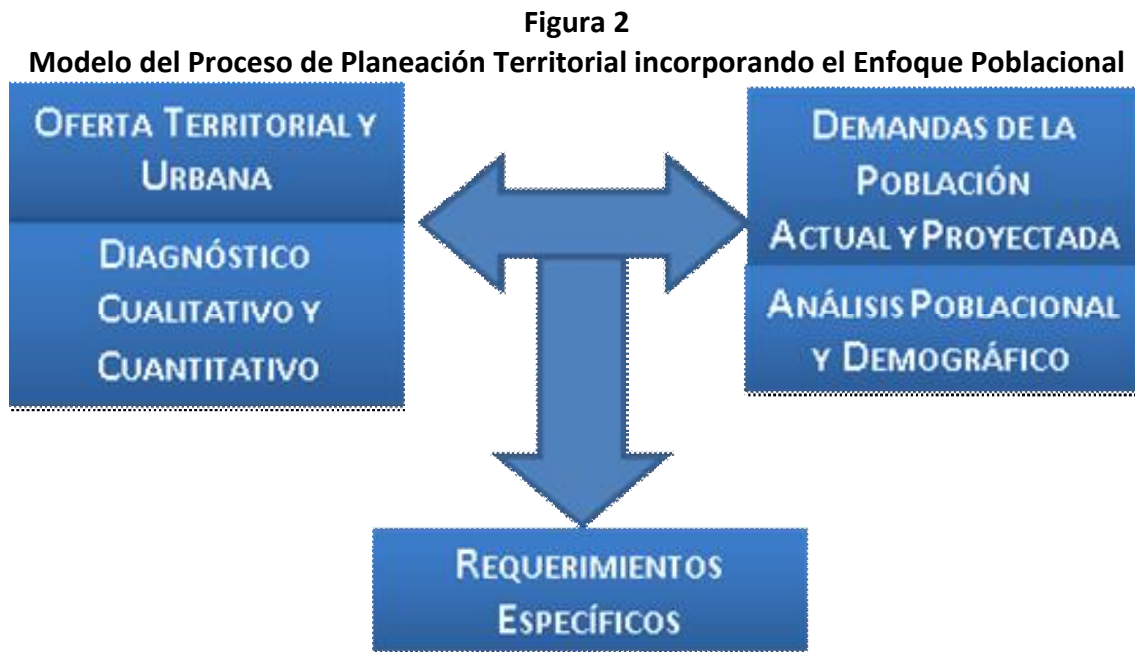 Figura 2
Modelo del Proceso de Planeación Territorial incorporando el Enfoque Poblacional
OFERTA TERRITORIAL Y
URBANA
DIAGNÓSTICO
CUALITATIVO Y
CUANTITATIVO
DEMANDAS DE LA
POBLACIÓN
ACTUAL Y PROYECTADA
ANÁLISIS POBLACIONAL
Y DEMOGRÁFICO
REQUERIMIENTOS
ESPECÍFICOS